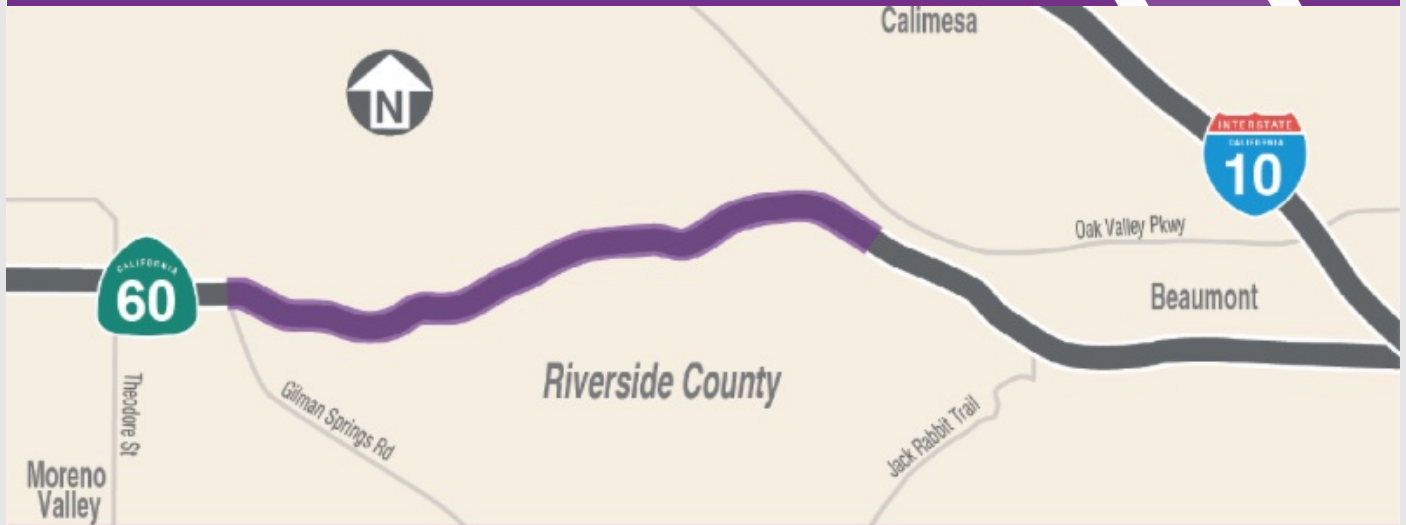 Calimesa
N
INTERSTATE
CALIFORNIA
10
Oak Valley Pkwy
CALIFORNIA
60
Beaumont
Riverside County
Theodore St
Gilman Springs Rd
Jack Rabbit Trail
Moreno
Valley